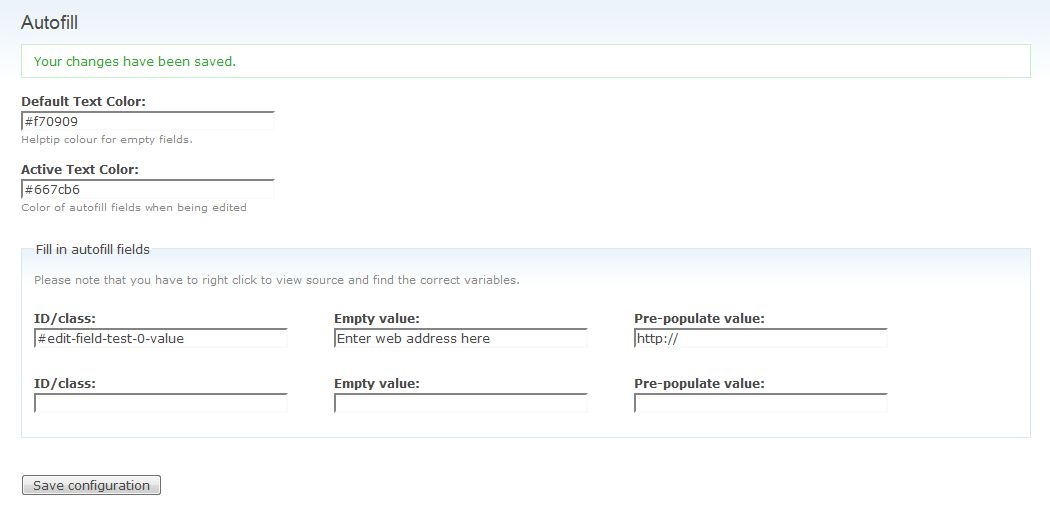 Autofill
Your changes have been saved.
Default Text Color:
#f70909
Helptip colour for empty fields.
Active Text Color:
#667cb6
Color of autofill fields when being edited
Fill in autofill fields
Please note that you have to right click to view source and find the correct variables.
ID/class: Empty value: Pre-populate value:
#edit-field-test-0-value Enter web address here http://
ID/class: Empty value: Pre-populate value:
Save configuration